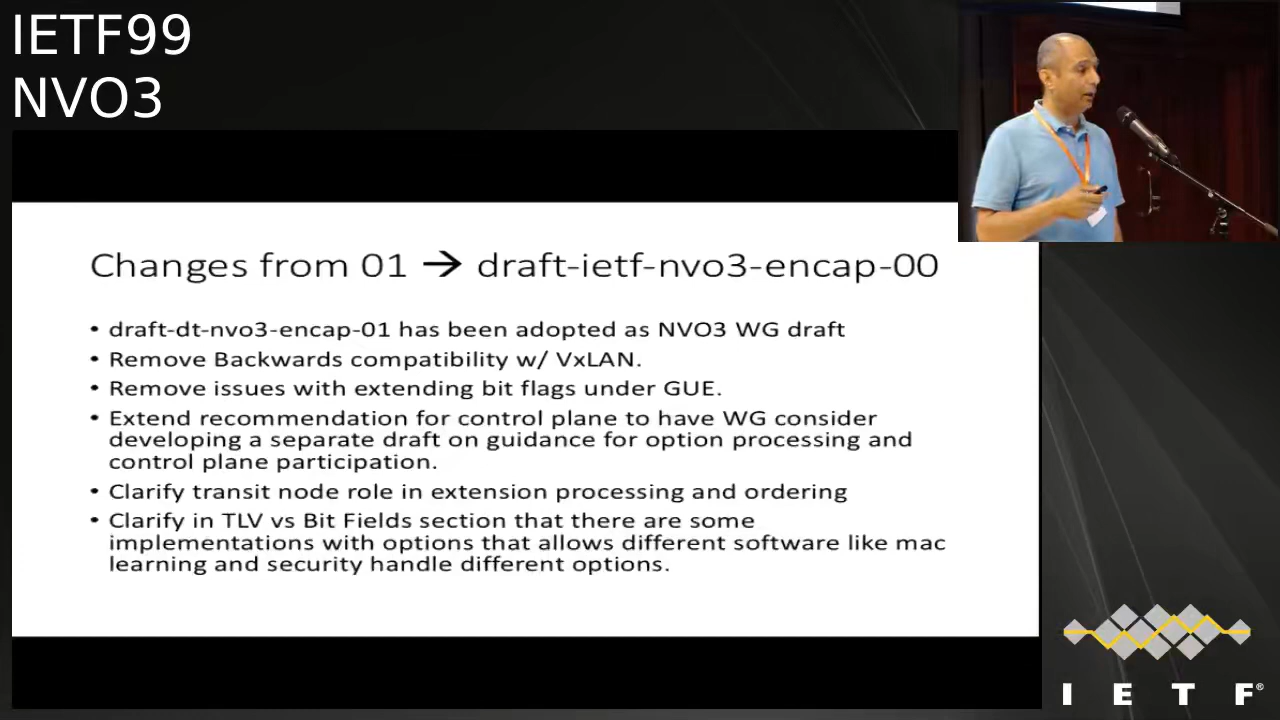 IETF99
NVO3
Changes from 01 → draft-ietf-nvo3-encap-00
• draft-dt-nvo3-encap-01 has been adopted as NVO3 WG draft
• Remove Backwards compatibility w/ VxLAN.
• Remove issues with extending bit flags under GUE.
• Extend recommendation for control plane to have WG consider
developing a separate draft on guidance for option processing and
control plane participation.
• Clarify transit node role in extension processing and ordering
• Clarify in TLV vs Bit Fields section that there are some
implementations with options that allows different software like mac
learning and security handle different options.
I E T F®